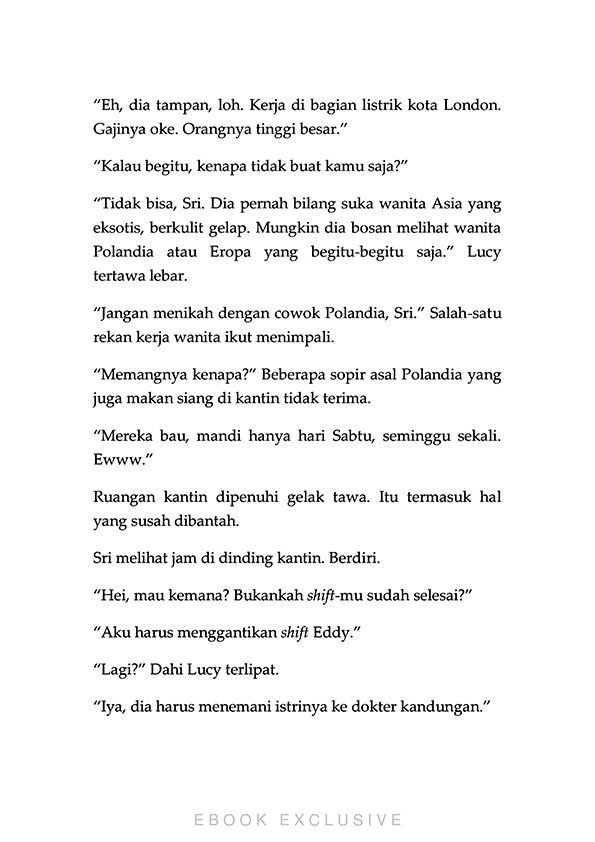 “Eh, dia tampan, loh. Kerja di bagian listrik kota London.
Gajinya oke. Orangnya tinggi besar.”
“Kalau begitu, kenapa tidak buat kamu saja?”
“Tidak bisa, Sri. Dia pernah bilang suka wanita Asia yang
eksotis, berkulit gelap. Mungkin dia bosan melihat wanita
Polandia atau Eropa yang begitu-begitu saja.” Lucy
tertawa lebar.
“Jangan menikah dengan cowok Polandia, Sri.” Salah-satu
rekan kerja wanita ikut menimpali.
“Memangnya kenapa?” Beberapa sopir asal Polandia yang
juga makan siang di kantin tidak terima.
“Mereka bau, mandi hanya hari Sabtu, seminggu sekali.
Ewww.”
Ruangan kantin dipenuhi gelak tawa. Itu termasuk hal
yang susah dibantah.
Sri melihat jam di dinding kantin. Berdiri.
“Hei, mau kemana? Bukankah shift-mu sudah selesai?”
“Aku harus menggantikan shift Eddy.”
“Lagi?” Dahi Lucy terlipat.
“Iya, dia harus menemani istrinya ke dokter kandungan.”
EBOOK EXCLUSIVE